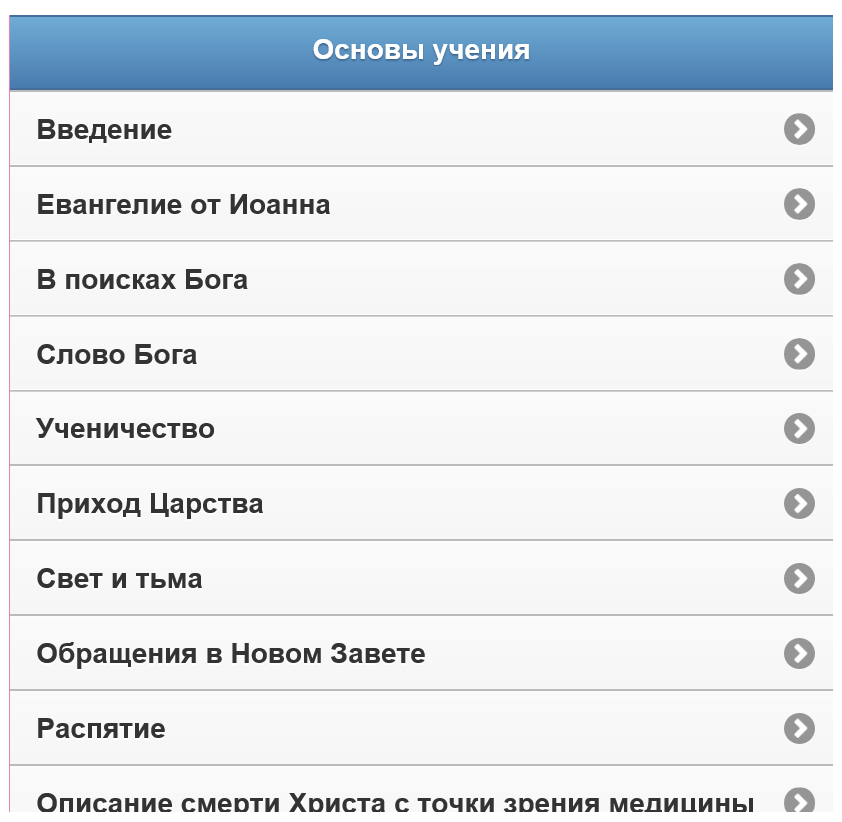 Основы учения
Введение
Евангелие от Иоанна
В поисках Бога
Слово Бога
Ученичество
Приход Царства
Свет и тьма
Обращения в Новом Завете
Распятие
Описание смерти Христа с точки зрения медицины